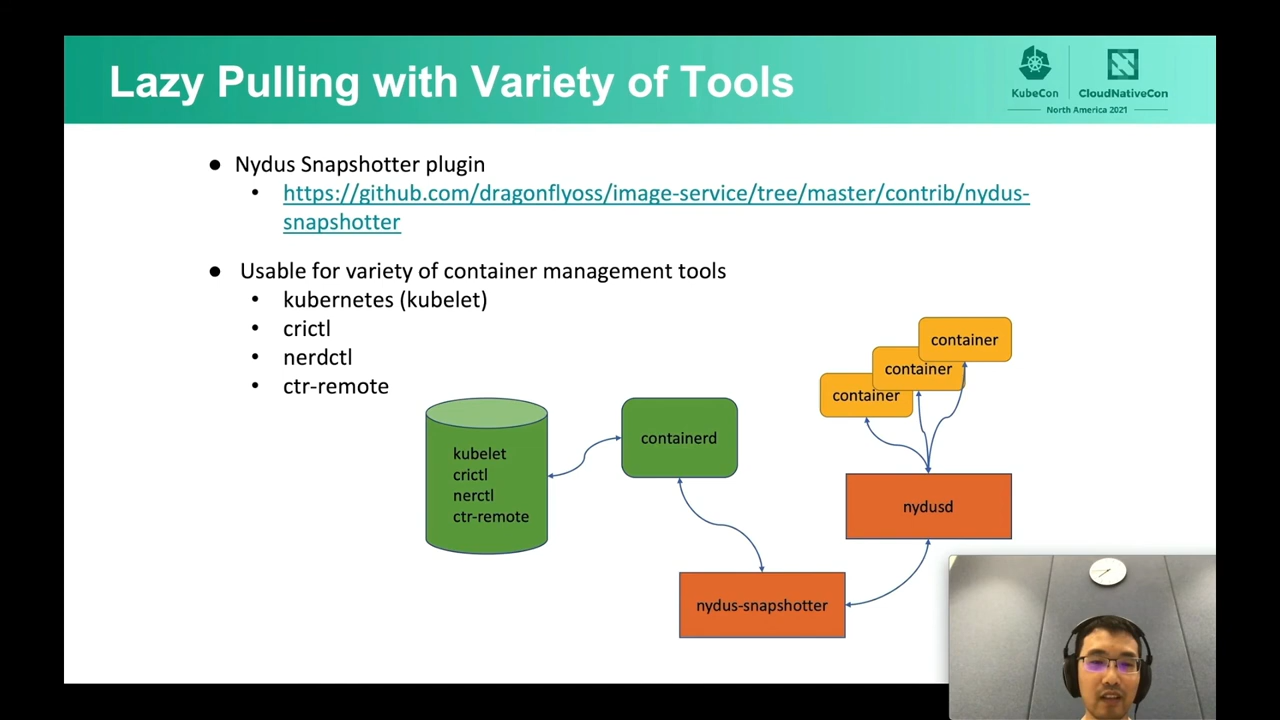 Lazy Pulling with Variety of Tools
KubeCon
CloudNativeCon
North America 2021
● Nydus Snapshotter plugin
• https://github.com/dragonflyoss/image-service/tree/master/contrib/nydus-
snapshotter
● Usable for variety of container management tools
• kubernetes (kubelet)
• crictl
• nerdctl
• ctr-remote
kubelet
crictl
nerctl
ctr-remote
containerd
container
container
container
nydusd
nydus-snapshotter